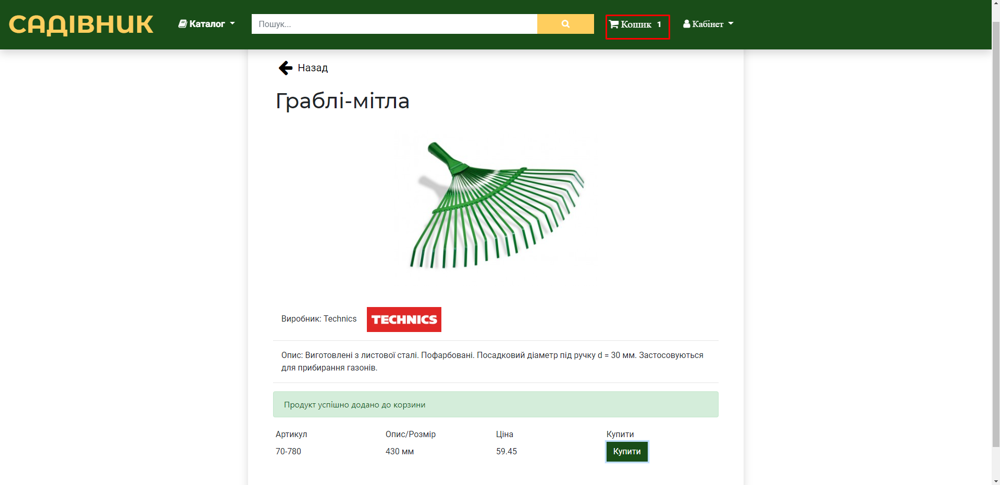 САДІВНИК
Каталог
Пошук...
Кошик 1
Кабінет
Назад
Граблі-мітла
Виробник: Technics
TECHNICS
Опис: Виготовлені з листової сталі. Пофарбовані. Посадковий діаметр під ручку d = 30 мм. Застосовуються
для прибирання газонів.
Продукт успішно додано до корзини
Артикул Опис/Розмір Ціна Купити
70-780 430 мм 59.45 Купити